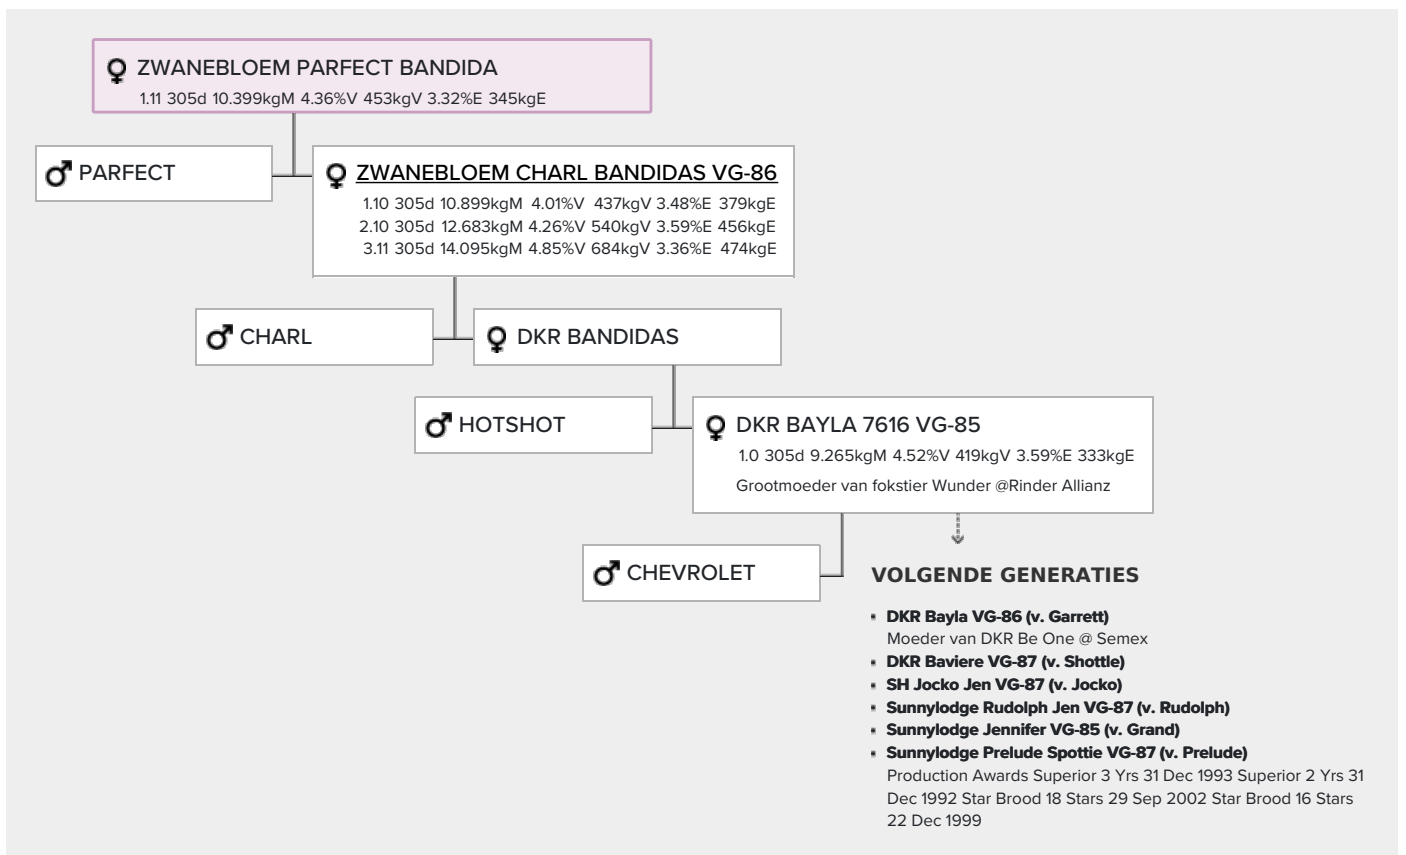 ZWANEBLOEM PARFECT BANDIDA
1.11 305d 10.399kgM 4.36%V 453kgV 3.32%E 345kgE
PARFECT
ZWANEBLOEM CHARL BANDIDAS VG-86
1.10 305d 10.899kgM 4.01%V 437kgV 3.48%E 379kgE
2.10 305d 12.683kgM 4.26%V 540kgV 3.59%E 456kgE
3.11 305d 14.095kgM 4.85%V 684kgV 3.36%E 474kgE
CHARL
DKR BANDIDAS
HOTSHOT
DKR BAYLA 7616 VG-85
1.0 305d 9.265kgM 4.52%V 419kgV 3.59%E 333kgE
Grootmoeder van fokstier Wunder @Rinder Allianz
CHEVROLET
VOLGENDE GENERATIES
DKR Bayla VG-86 (v. Garrett)
Moeder van DKR Be One @ Semex
DKR Baviere VG-87 (v. Shottle)
SH Jocko Jen VG-87 (v. Jocko)
Sunnylodge Rudolph Jen VG-87 (v. Rudolph)
Sunnylodge Jennifer VG-85 (v. Grand)
Sunnylodge Prelude Spottie VG-87 (v. Prelude)
Production Awards Superior 3 Yrs 31 Dec 1993 Superior 2 Yrs 31
Dec 1992 Star Brood 18 Stars 29 Sep 2002 Star Brood 16 Stars
22 Dec 1999